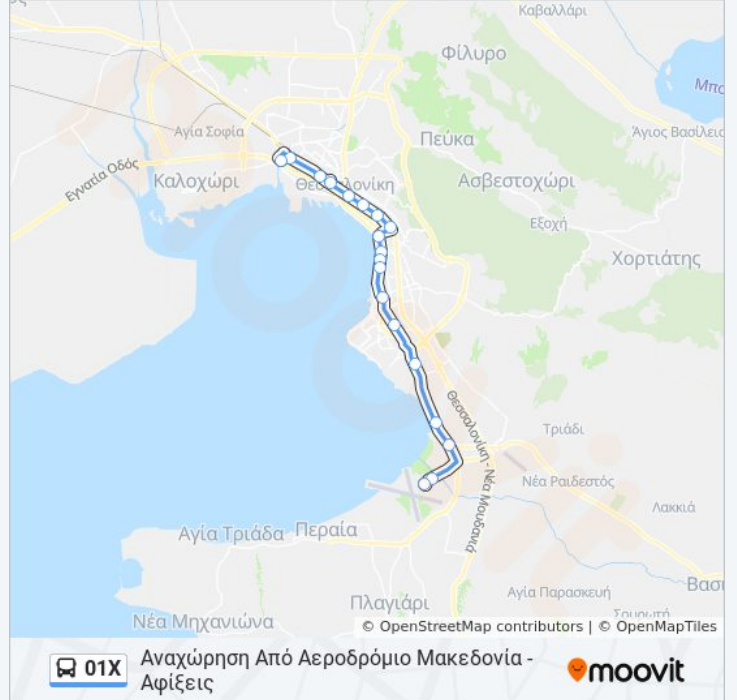 Καβαλλάρι
Φίλυρο
Αγία Σοφία
Πεύκα
Άγιος Βασίλειο
Εγνατία Οδός
Καλοχώρι
Ασβεστοχώρι
Εξοχή
Χορτιάτης
Θεσσαλονίκη - Νέα Μουδανιά
Τριάδι
Νέα Ραιδεστός
Λακκιά
Αγία Τριάδα
Περαία
Αγία Παρασκευή
Βασι
Πλαγιάρι
Νέα Μηχανιώνα
© OpenStreetMap contributors | © OpenMapTiles
01X
Αναχώρηση Από Αεροδρόμιο Μακεδονία -
Αφίξεις
moovit